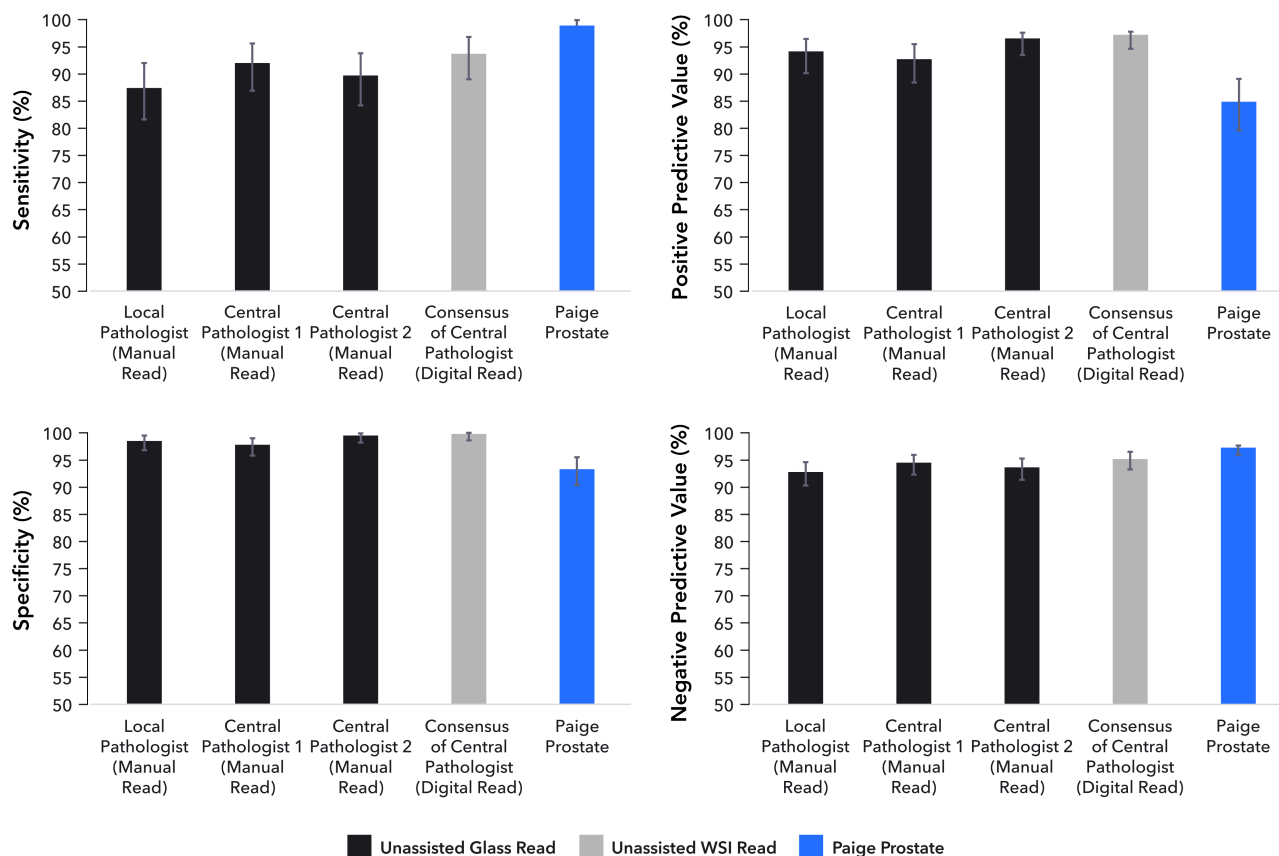 Sensitivity (%)
100
95
90
85
80
75
70
65
60
55
50
Local Pathologist (Manual Read)
Central Pathologist 1 (Manual Read)
Central Pathologist 2 (Manual Read)
Consensus of Central Pathologist (Digital Read)
Paige Prostate
Positive Predictive Value (%)
100
95
90
85
80
75
70
65
60
55
50
Local Pathologist (Manual Read)
Central Pathologist 1 (Manual Read)
Central Pathologist 2 (Manual Read)
Consensus of Central Pathologist (Digital Read)
Paige Prostate
Specificity (%)
100
95
90
85
80
75
70
65
60
55
50
Local Pathologist (Manual Read)
Central Pathologist 1 (Manual Read)
Central Pathologist 2 (Manual Read)
Consensus of Central Pathologist (Digital Read)
Paige Prostate
Negative Predictive Value (%)
100
95
90
85
80
75
70
65
60
55
50
Local Pathologist (Manual Read)
Central Pathologist 1 (Manual Read)
Central Pathologist 2 (Manual Read)
Consensus of Central Pathologist (Digital Read)
Paige Prostate
Unassisted Glass Read
Unassisted WSI Read
Paige Prostate